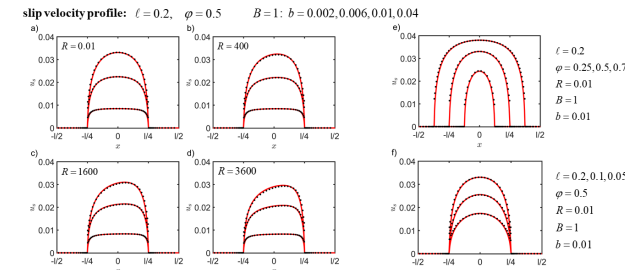 slip velocity profile: ℓ = 0.2, φ = 0.5 B = 1: b = 0.002, 0.006, 0.01, 0.04
a)
R = 0.01
0.04
0.03
0.02
0.01
0
-l/2 -l/4 0 l/4 l/2
x
b)
R = 400
0.04
0.03
0.02
0.01
0
-l/2 -l/4 0 l/4 l/2
x
e)
0.04
0.03
0.02
0.01
0
u_s
-l/2 -l/4 0 l/4 l/2
x
ℓ = 0.2
φ = 0.25, 0.5, 0.7
R = 0.01
B = 1
b = 0.01
c)
R = 1600
0.04
0.03
0.02
0.01
0
-l/2 -l/4 0 l/4 l/2
d)
R = 3600
0.04
0.03
0.02
0.01
0
-l/2 -l/4 0 l/4 l/2
f)
0.04
0.03
0.02
0.01
0
u_s
-l/2 -l/4 0 l/4 l/2
ℓ = 0.2, 0.1, 0.05
φ = 0.5
R = 0.01
B = 1
b = 0.01